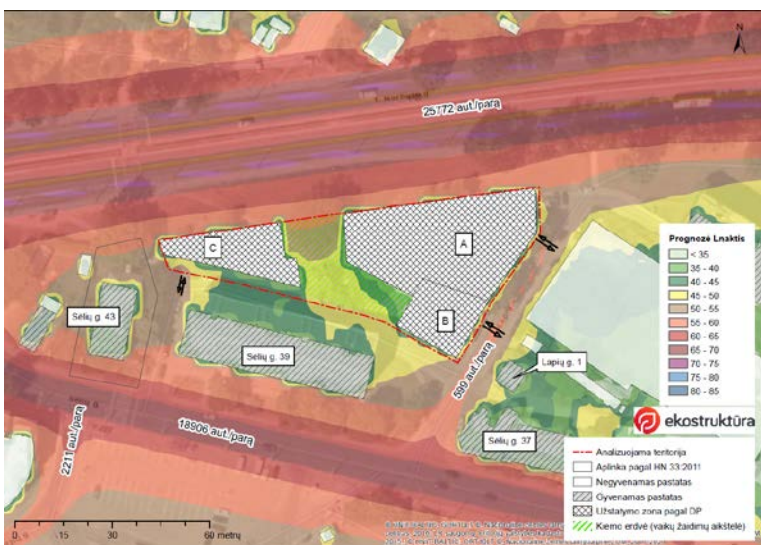 N
25772 aut./parą
C
A
B
Sėlių g. 43
Sėlių g. 39
Lapių g. 1
Sėlių g. 37
599 aut./parą
18906 aut./parą
2211 aut./parą
Prognozė Lnaktis
< 35
35 - 40
40 - 45
45 - 50
50 - 55
55 - 60
60 - 65
65 - 70
70 - 75
75 - 80
80 - 85
ekostruktūra
Analizuojama teritorija
Aplinka pagal HN 33:2011
Negyvenamas pastatas
Gyvenamas pastatas
Užstatymo zona pagal DP
Kiemo erdvė (vaikų žaidimų aikštelė)
0 15 30 60 metrų